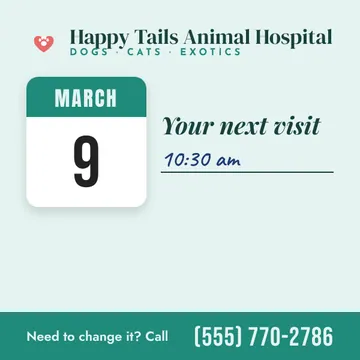 Happy Tails Animal Hospital
DOGS · CATS · EXOTICS
MARCH
9
Your next visit
10:30 am
Need to change it? Call (555) 770-2786